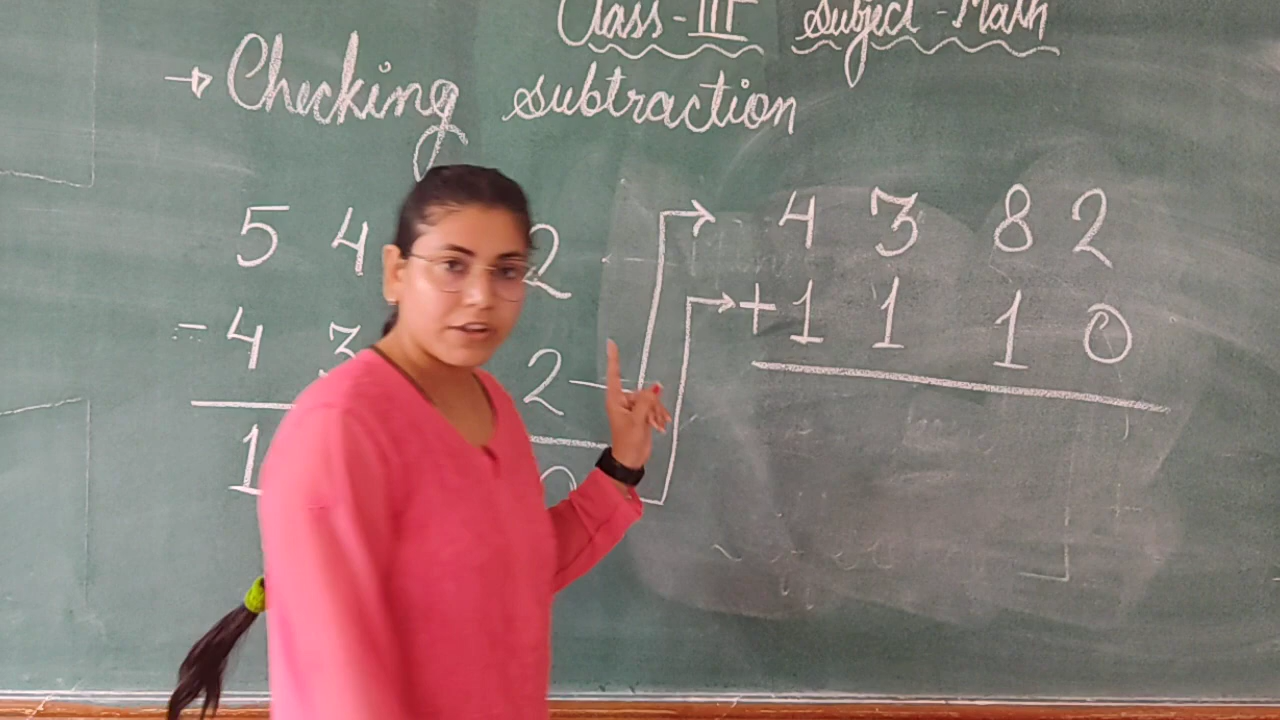 Class-III Subject-Math
→ Checking subtraction
5 4 2
- 4 3 2
1 0
4 3 8 2
+ 1 1 1 0